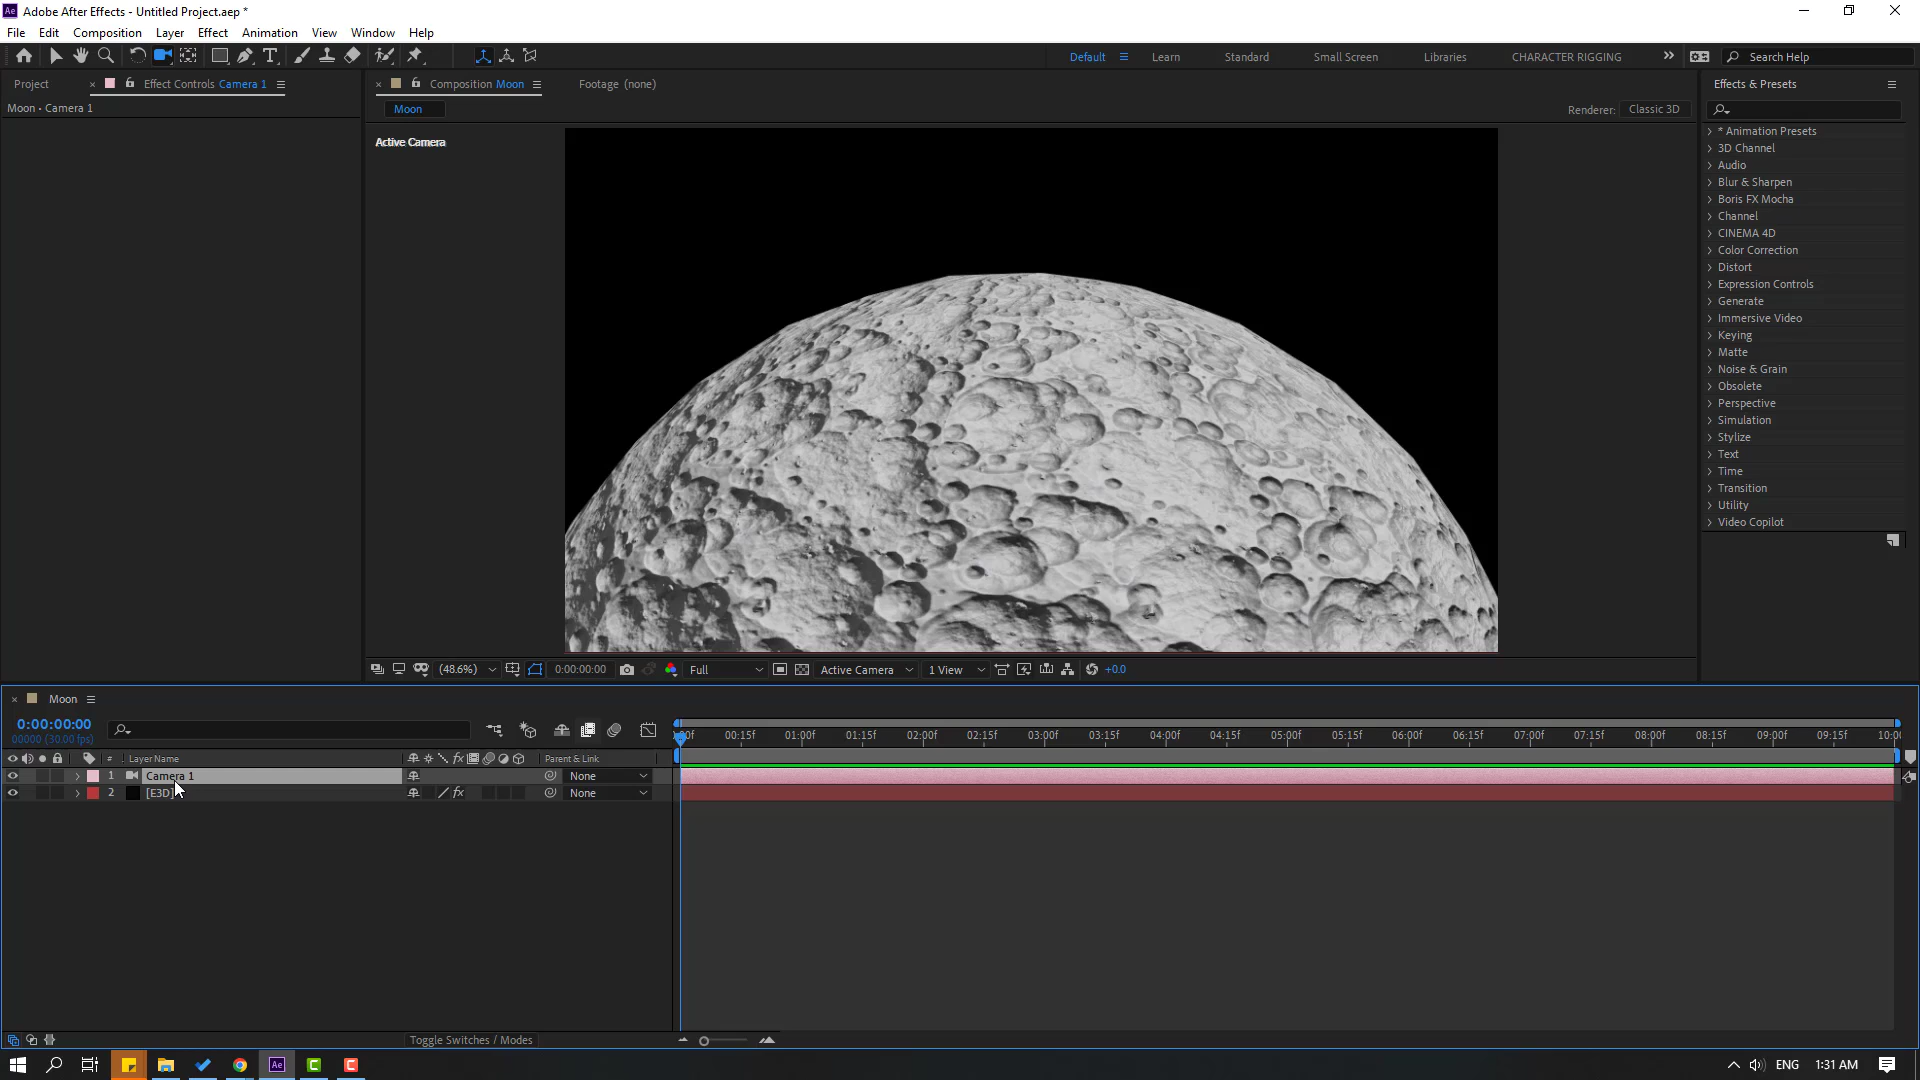 Adobe After Effects - Untitled Project.aep *
File Edit Composition Layer Effect Animation View Window Help
Default Learn Standard Small Screen Libraries CHARACTER RIGGING Search Help
Project Effect Controls Camera 1 Composition Moon Footage (none) Effects & Presets
Moon • Camera 1
Moon
Renderer: Classic 3D
Active Camera
* Animation Presets
3D Channel
Audio
Blur & Sharpen
Boris FX Mocha
Channel
CINEMA 4D
Color Correction
Distort
Expression Controls
Generate
Immersive Video
Keying
Matte
Noise & Grain
Obsolete
Perspective
Simulation
Stylize
Text
Time
Transition
Utility
Video Copilot
(48.6%) 0:00:00:00 Full Active Camera 1 View +0.0
Moon
0:00:00:00
00000 (30.00 fps)
00f 00:15f 01:00f 01:15f 02:00f 02:15f 03:00f 03:15f 04:00f 04:15f 05:00f 05:15f 06:00f 06:15f 07:00f 07:15f 08:00f 08:15f 09:00f 09:15f 10:00
# Layer Name Parent & Link
1 Camera 1 None
2 [E3D] None
Toggle Switches / Modes
ENG 1:31 AM